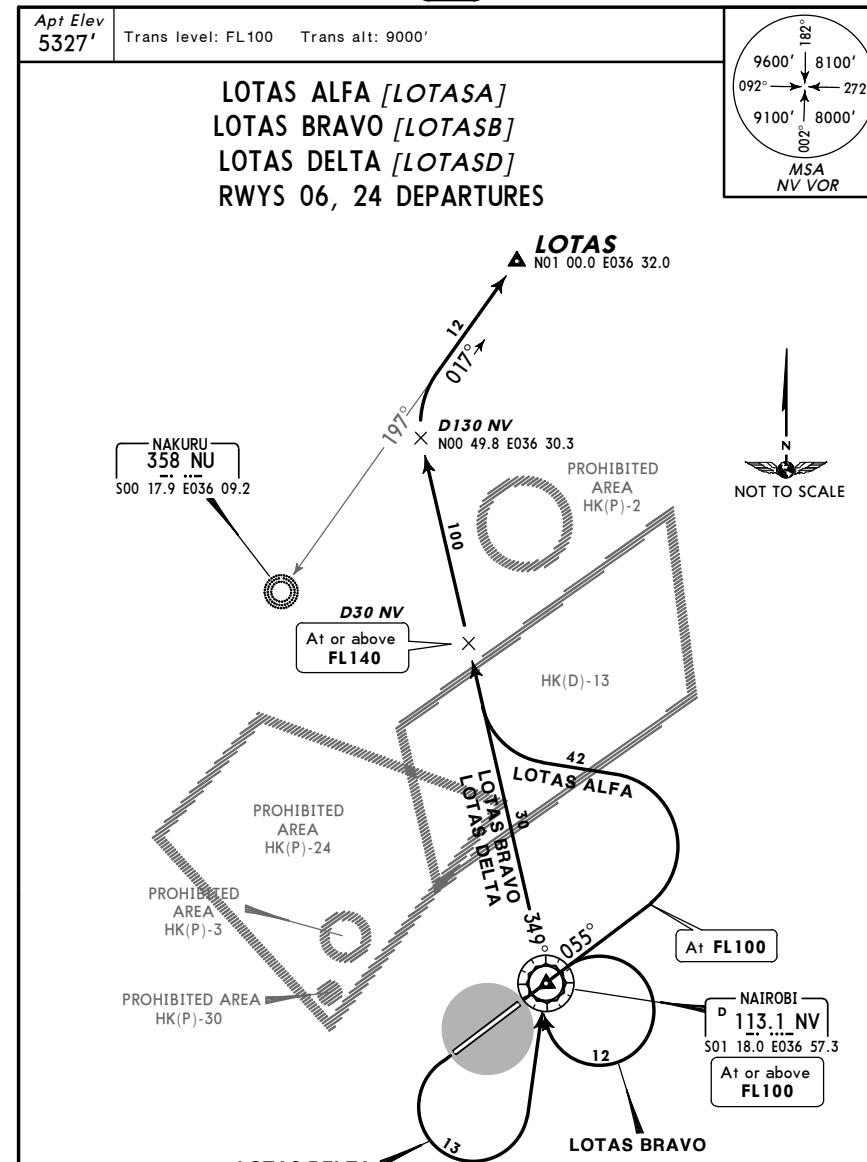 Apt Elev
5327'
Trans level: FL100 Trans alt: 9000'
182°
9600' 8100'
092° 272
9100' 8000'
002°
MSA
NV VOR
LOTAS ALFA [LOTASA]
LOTAS BRAVO [LOTASB]
LOTAS DELTA [LOTASD]
RWYS 06, 24 DEPARTURES
LOTAS
N01 00.0 E036 32.0
12
017°
197°
D130 NV
N00 49.8 E036 30.3
NAKURU
358 NU
S00 17.9 E036 09.2
PROHIBITED
AREA
HK(P)-2
N
NOT TO SCALE
100
D30 NV
At or above
FL140
HK(D)-13
42
LOTAS ALFA
LOTAS BRAVO
LOTAS DELTA
30
PROHIBITED
AREA
HK(P)-24
PROHIBITED
AREA
HK(P)-3
349°
055°
At FL100
PROHIBITED AREA
HK(P)-30
NAIROBI
D 113.1 NV
S01 18.0 E036 57.3
At or above
FL100
12
13
LOTAS BRAVO
LOTAS DELTA